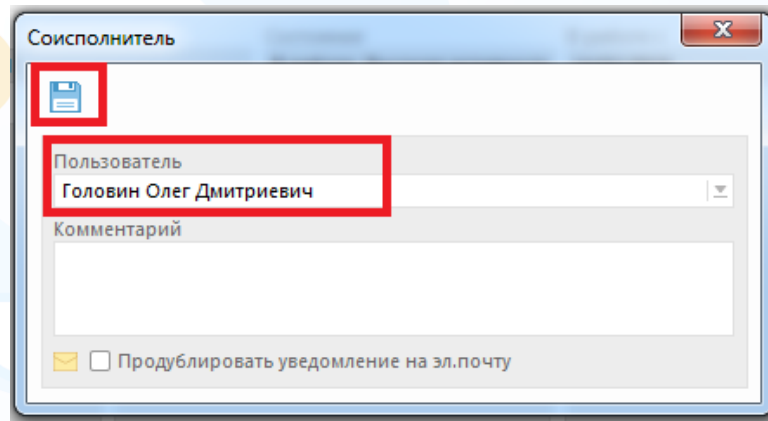 Соисполнитель
Пользователь
Головин Олег Дмитриевич
Комментарий
Продублировать уведомление на эл.почту